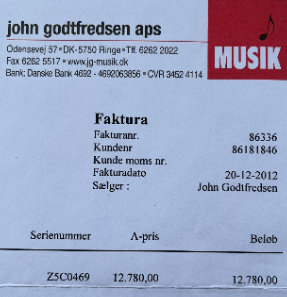 john godtfredsen aps
Odensevej 57 • DK-5750 Ringe • Tlf. 6262 2022
Fax 6262 5517 • www.jg-musik.dk
Bank: Danske Bank 4692 - 4692063856 • CVR 3452 4114
MUSIK
Faktura
Fakturanr. 86336
Kundenr 86181846
Kunde moms nr.
Fakturadato 20-12-2012
Sælger : John Godtfredsen
Serienummer A-pris Beløb
Z5C0469 12.780,00 12.780,00